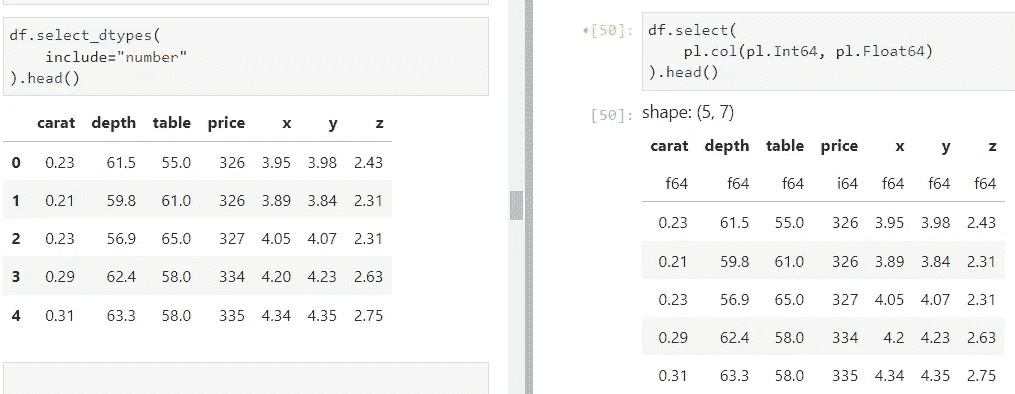 df.select_dtypes(
    include="number"
).head()
carat depth table price x y z
0 0.23 61.5 55.0 326 3.95 3.98 2.43
1 0.21 59.8 61.0 326 3.89 3.84 2.31
2 0.23 56.9 65.0 327 4.05 4.07 2.31
3 0.29 62.4 58.0 334 4.20 4.23 2.63
4 0.31 63.3 58.0 335 4.34 4.35 2.75
[50]: df.select(
    pl.col(pl.Int64, pl.Float64)
).head()
[50]: shape: (5, 7)
carat depth table price x y z
f64 f64 f64 i64 f64 f64 f64
0.23 61.5 55.0 326 3.95 3.98 2.43
0.21 59.8 61.0 326 3.89 3.84 2.31
0.23 56.9 65.0 327 4.05 4.07 2.31
0.29 62.4 58.0 334 4.2 4.23 2.63
0.31 63.3 58.0 335 4.34 4.35 2.75